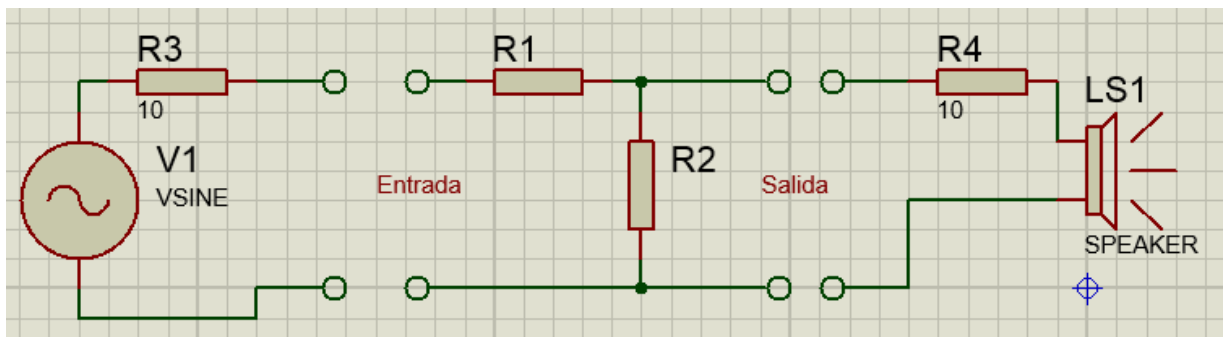 R3
10
V1
VSINE
Entrada
R1
R2
Salida
R4
10
LS1
SPEAKER